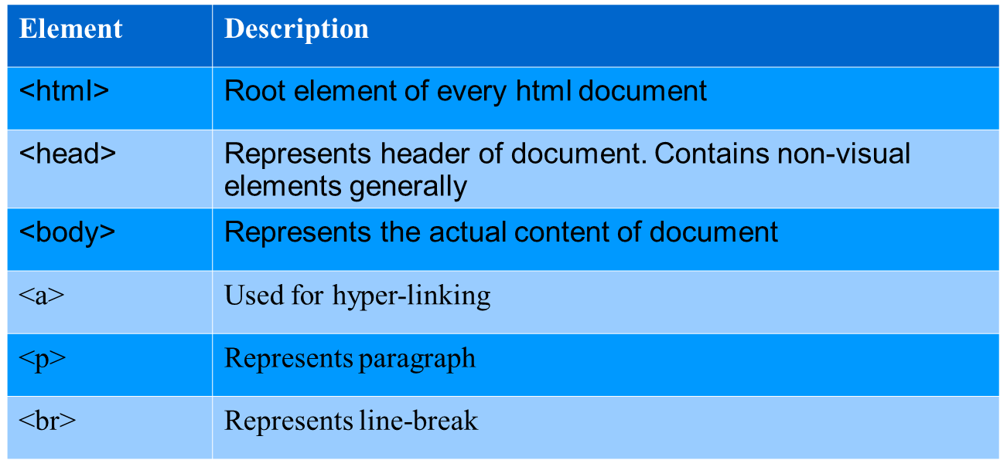 Element Description
<html> Root element of every html document
<head> Represents header of document. Contains non-visual
elements generally
<body> Represents the actual content of document
<a> Used for hyper-linking
<p> Represents paragraph
<br> Represents line-break